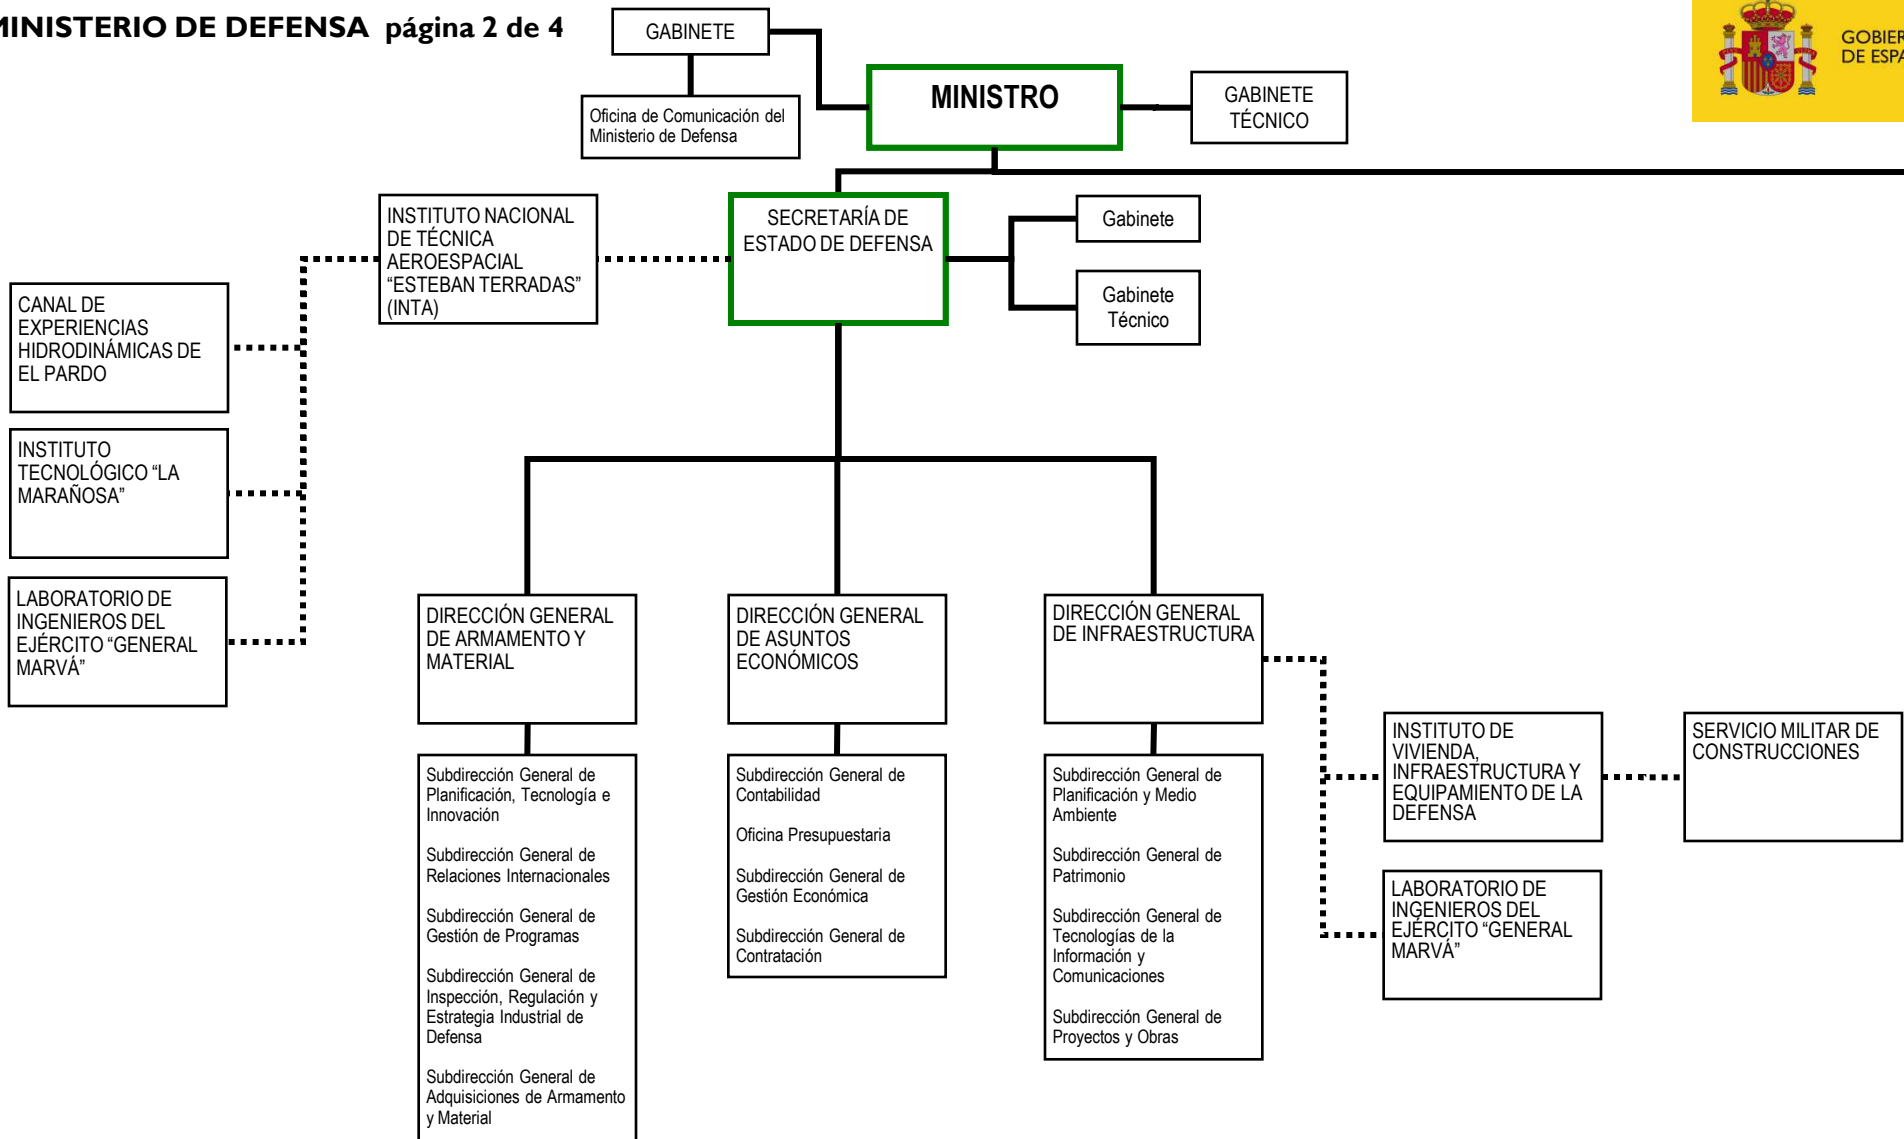 MINISTERIO DE DEFENSA página 2 de 4
GABINETE
Oficina de Comunicación del
Ministerio de Defensa
MINISTRO
GABINETE
TÉCNICO
SECRETARÍA DE
ESTADO DE DEFENSA
Gabinete
Gabinete
Técnico
INSTITUTO NACIONAL
DE TÉCNICA
AEROESPACIAL
“ESTEBAN TERRADAS”
(INTA)
CANAL DE
EXPERIENCIAS
HIDRODINÁMICAS DE
EL PARDO
INSTITUTO
TECNOLÓGICO “LA
MARAÑOSA”
LABORATORIO DE
INGENIEROS DEL
EJÉRCITO “GENERAL
MARVÁ”
DIRECCIÓN GENERAL
DE ARMAMENTO Y
MATERIAL
Subdirección General de
Planificación, Tecnología e
Innovación
Subdirección General de
Relaciones Internacionales
Subdirección General de
Gestión de Programas
Subdirección General de
Inspección, Regulación y
Estrategia Industrial de
Defensa
Subdirección General de
Adquisiciones de Armamento
y Material
DIRECCIÓN GENERAL
DE ASUNTOS
ECONÓMICOS
Subdirección General de
Contabilidad
Oficina Presupuestaria
Subdirección General de
Gestión Económica
Subdirección General de
Contratación
DIRECCIÓN GENERAL
DE INFRAESTRUCTURA
Subdirección General de
Planificación y Medio
Ambiente
Subdirección General de
Patrimonio
Subdirección General de
Tecnologías de la
Información y
Comunicaciones
Subdirección General de
Proyectos y Obras
INSTITUTO DE
VIVIENDA,
INFRAESTRUCTURA Y
EQUIPAMIENTO DE LA
DEFENSA
SERVICIO MILITAR DE
CONSTRUCCIONES
LABORATORIO DE
INGENIEROS DEL
EJÉRCITO “GENERAL
MARVÁ”
GOBIER
DE ESPA